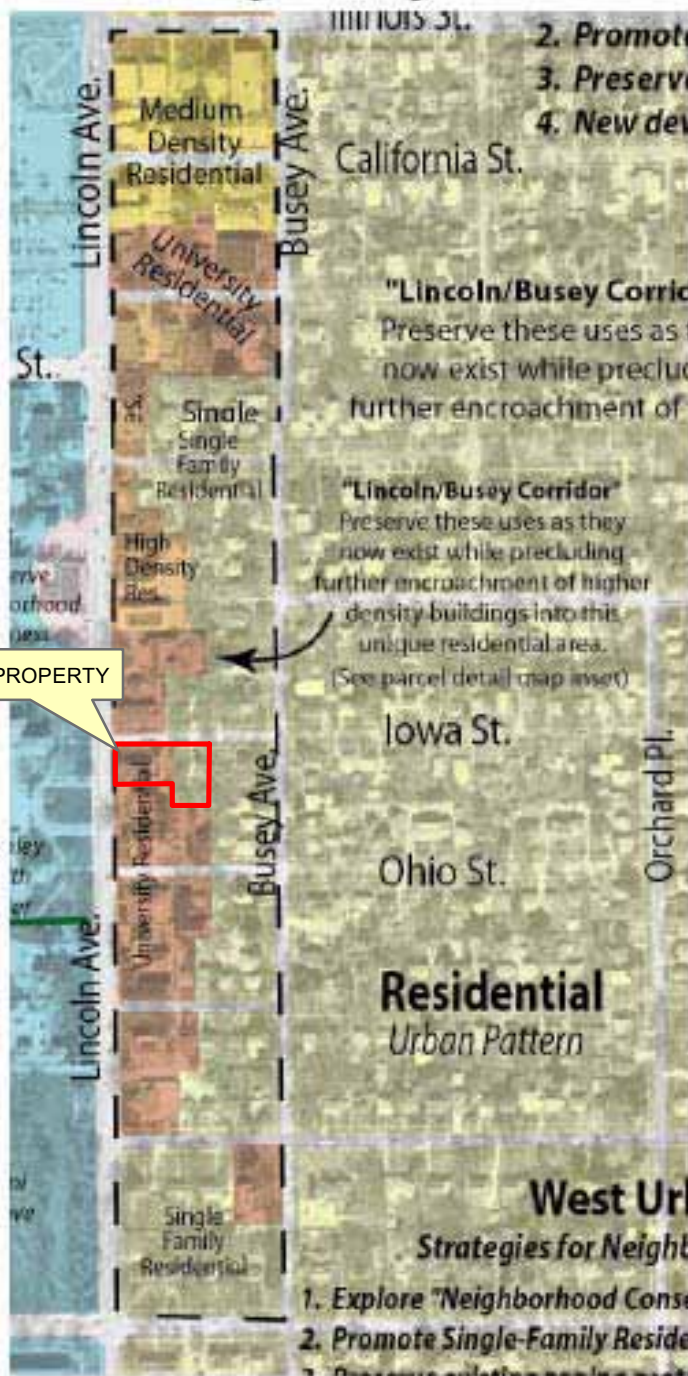 Illinois St.
2. Promote
3. Preserve
4. New dev
Lincoln Ave.
Medium
Density
Residential
Busey Ave.
California St.
University
Residential
"Lincoln/Busey Corrid
Preserve these uses as
now exist while preclud
further encroachment of
St.
Single
Single
Family
Residential
"Lincoln/Busey Corridor"
Preserve these uses as they
now exist while precluding
further encroachment of higher
density buildings into this
unique residential area.
(See parcel detail map inset)
High
Density
Res.
PROPERTY
Iowa St.
Orchard Pl.
University Residential
Busey Ave.
Ohio St.
Lincoln Ave.
Residential
Urban Pattern
Single
Family
Residential
West Ur
Strategies for Neighb
1. Explore "Neighborhood Conse
2. Promote Single-Family Reside